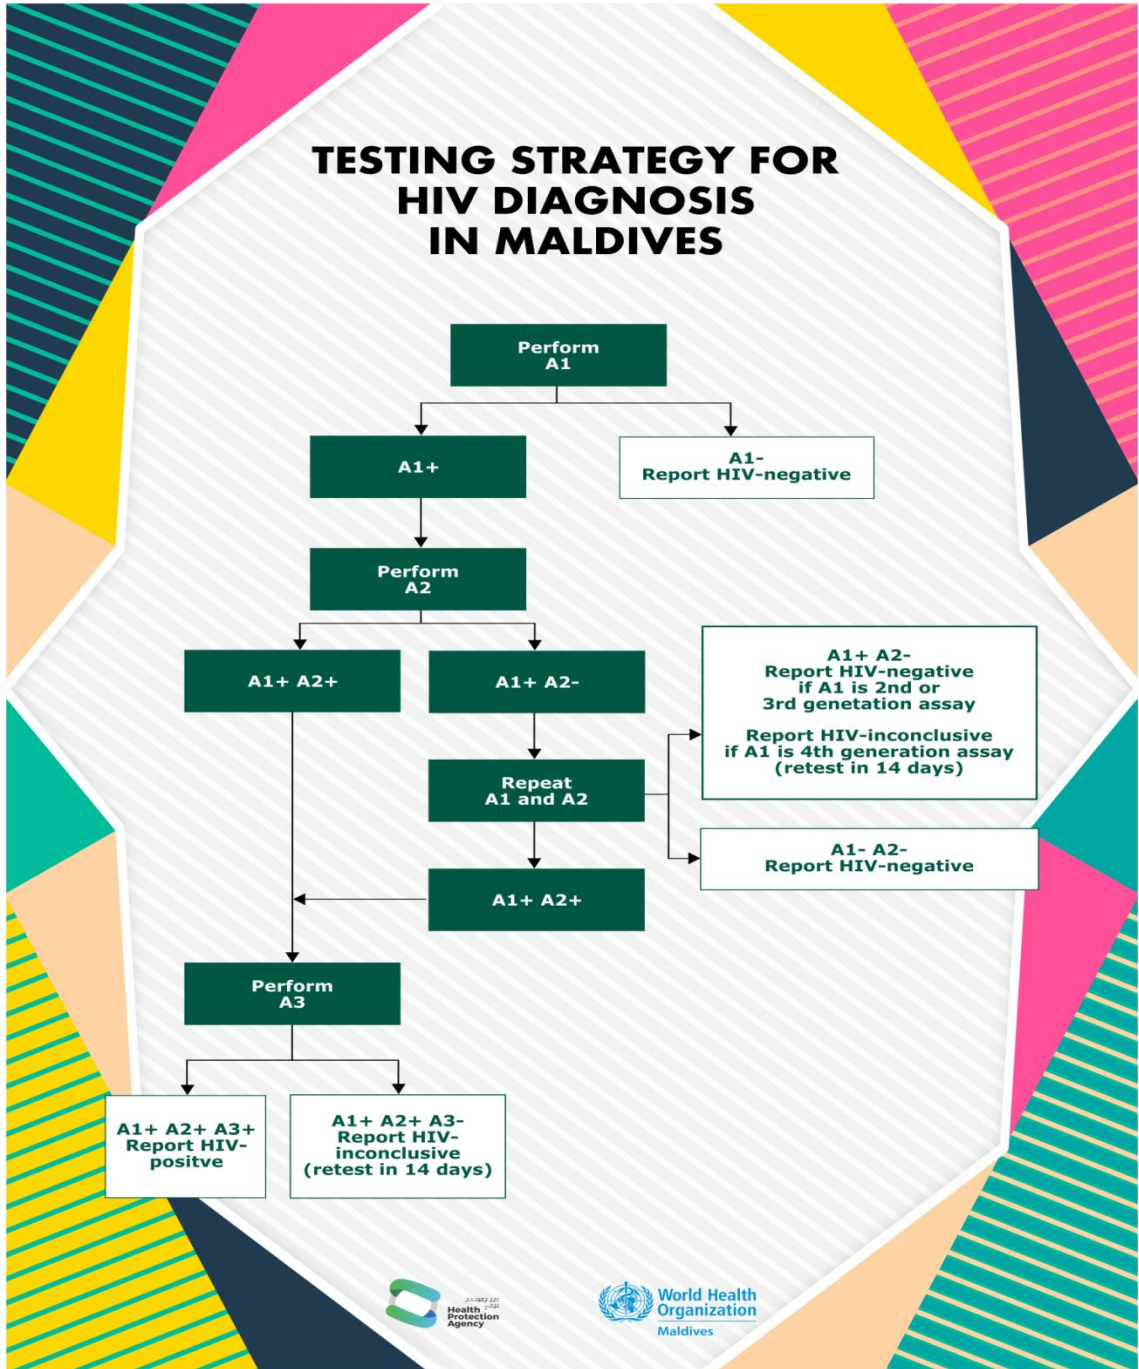 TESTING STRATEGY FOR
HIV DIAGNOSIS
IN MALDIVES
Perform
A1
A1+
A1-
Report HIV-negative
Perform
A2
A1+ A2+
A1+ A2-
A1+ A2-
Report HIV-negative
if A1 is 2nd or
3rd genetation assay
Report HIV-inconclusive
if A1 is 4th generation assay
(retest in 14 days)
Repeat
A1 and A2
A1- A2-
Report HIV-negative
A1+ A2+
Perform
A3
A1+ A2+ A3+
Report HIV-
positve
A1+ A2+ A3-
Report HIV-
inconclusive
(retest in 14 days)
Health
Protection
Agency
World Health
Organization
Maldives